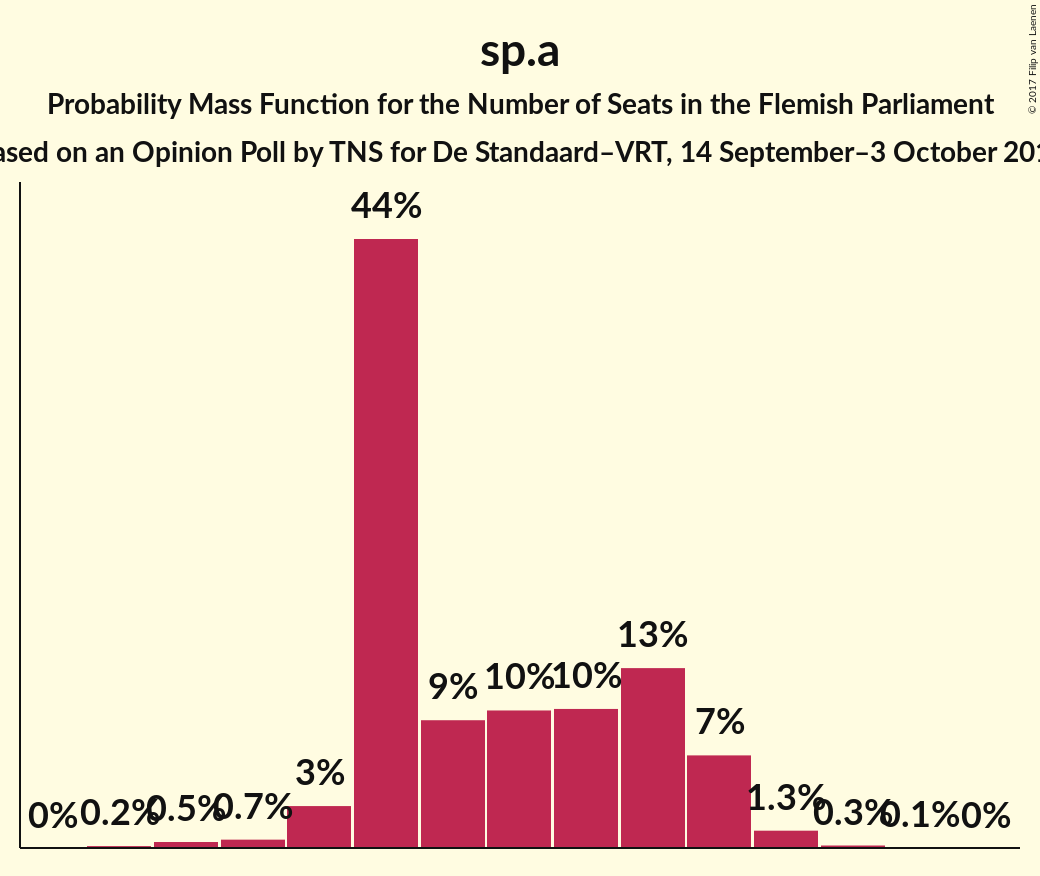 sp.a
Probability Mass Function for the Number of Seats in the Flemish Parliament
ased on an Opinion Poll by TNS for De Standaard–VRT, 14 September–3 October 201
© 2017 Filip van Laenen
44%
13%
9% 10% 10%
7%
3%
0% 0.2% 0.5% 0.7% 1.3% 0.3% 0.1% 0%